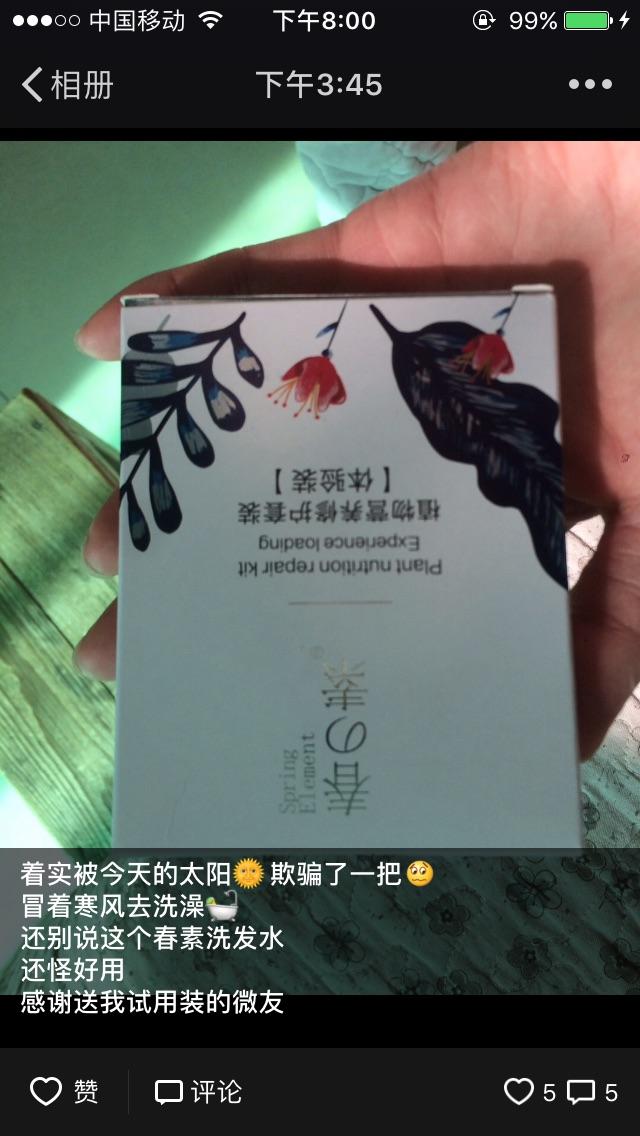 中国移动 下午8:00 99%
相册 下午3:45
【体验装】
植物营养修护套装
Experience loading
Plant nutrition repair kit
春の素®
Spring
Element
着实被今天的太阳🌞欺骗了一把😢
冒着寒风去洗澡🛀
还别说这个春素洗发水
还怪好用
感谢送我试用装的微友
赞 评论 5 5